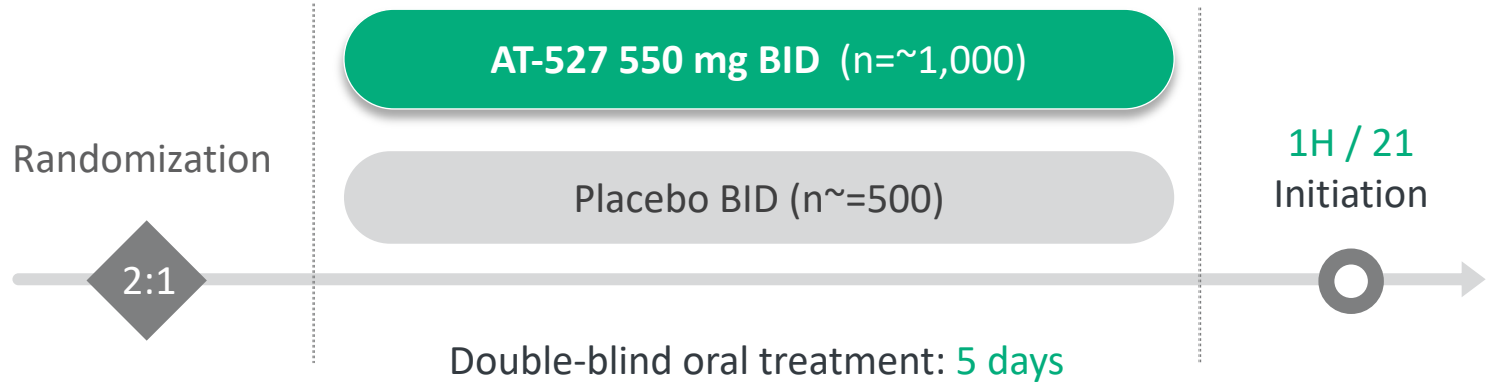 AT-527 550 mg BID (n=~1,000)
Randomization
Placebo BID (n~=500)
1H / 21
Initiation
2:1
Double-blind oral treatment: 5 days